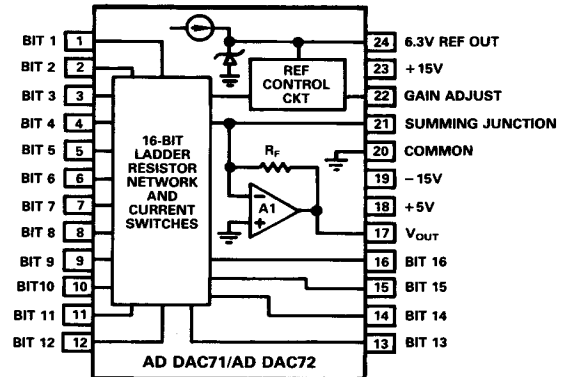 BIT 1 1
BIT 2 2
BIT 3 3
BIT 4 4
BIT 5 5
BIT 6 6
BIT 7 7
BIT 8 8
BIT 9 9
BIT10 10
BIT 11 11
BIT 12 12
16-BIT
LADDER
RESISTOR
NETWORK
AND
CURRENT
SWITCHES
REF
CONTROL
CKT
RF
A1
−
+
24 6.3V REF OUT
23 +15V
22 GAIN ADJUST
21 SUMMING JUNCTION
20 COMMON
19 −15V
18 +5V
17 VOUT
16 BIT 16
15 BIT 15
14 BIT 14
13 BIT 13
AD DAC71/AD DAC72